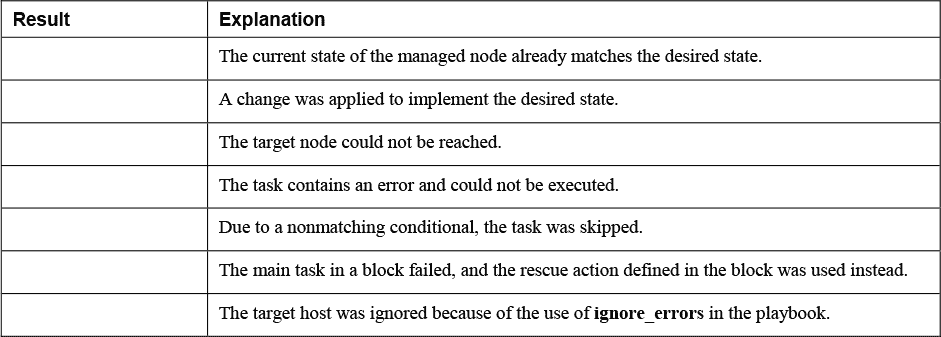 Result Explanation
The current state of the managed node already matches the desired state.
A change was applied to implement the desired state.
The target node could not be reached.
The task contains an error and could not be executed.
Due to a nonmatching conditional, the task was skipped.
The main task in a block failed, and the rescue action defined in the block was used instead.
The target host was ignored because of the use of ignore_errors in the playbook.